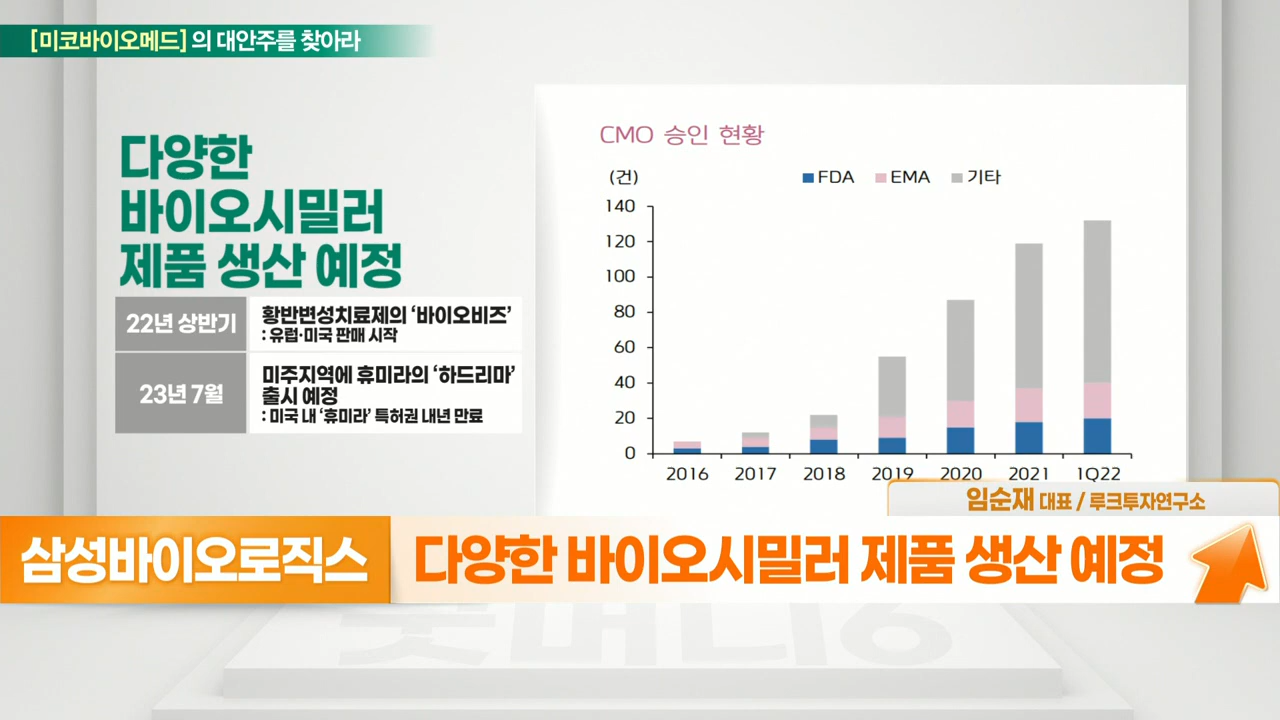 [미코바이오메드]의 대안주를 찾아라
다양한
바이오시밀러
제품 생산 예정
22년 상반기
황반변성치료제의 ‘바이오비즈’
: 유럽·미국 판매 시작
23년 7월
미주지역에 휴미라의 ‘하드리마’
출시 예정
: 미국 내 ‘휴미라’ 특허권 내년 만료
CMO 승인 현황
(건)
FDA EMA 기타
140
120
100
80
60
40
20
0
2016 2017 2018 2019 2020 2021 1Q22
임순재 대표 / 루크투자연구소
삼성바이오로직스
다양한 바이오시밀러 제품 생산 예정
굿머니6